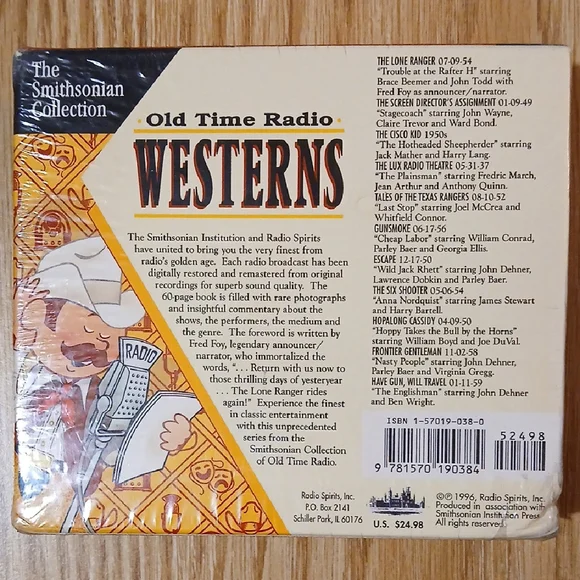 The
Smithsonian
Collection
Old Time Radio
WESTERNS
The Smithsonian Institution and Radio Spirits
have united to bring you the very finest from
radio's golden age. Each radio broadcast has been
digitally restored and remastered from original
recordings for superb sound quality. The
60-page book is filled with rare photographs
and insightful commentary about the
shows, the performers, the medium and
the genre. The foreword is written by
Fred Foy, legendary announcer/
narrator, who immortalized the
words, "... Return with us now to
those thrilling days of yesteryear
. . . The Lone Ranger rides
again!" Experience the finest
in classic entertainment
with this unprecedented
series from the
Smithsonian Collection
of Old Time Radio.
RADIO
THE LONE RANGER 07-09-54
"Trouble at the Rafter H" starring
Brace Beemer and John Todd with
Fred Foy as announcer/narrator.
THE SCREEN DIRECTOR'S ASSIGNMENT 01-09-49
"Stagecoach" starring John Wayne,
Claire Trevor and Ward Bond.
THE CISCO KID 1950s
"The Hotheaded Sheepherder" starring
Jack Mather and Harry Lang.
THE LUX RADIO THEATRE 05-31-37
"The Plainsman" starring Fredric March,
Jean Arthur and Anthony Quinn.
TALES OF THE TEXAS RANGERS 08-10-52
"Last Stop" starring Joel McCrea and
Whitfield Connor.
GUNSMOKE 06-17-56
"Cheap Labor" starring William Conrad,
Parley Baer and Georgia Ellis.
ESCAPE 12-17-50
"Wild Jack Rhett" starring John Dehner,
Lawrence Dobkin and Parley Baer.
THE SIX SHOOTER 05-06-54
"Anna Nordquist" starring James Stewart
and Harry Bartell.
HOPALONG CASSIDY 04-09-50
"Hoppy Takes the Bull by the Horns"
starring William Boyd and Joe DuVal.
FRONTIER GENTLEMAN 11-02-58
"Nasty People" starring John Dehner,
Parley Baer and Virginia Gregg.
HAVE GUN, WILL TRAVEL 01-11-59
"The Englishman" starring John Dehner
and Ben Wright.
ISBN 1-57019-038-0
52498
9 781570 190384
Radio Spirits, Inc.
P.O. Box 2141
Schiller Park, IL 60176
U.S. $24.98
©℗ 1996, Radio Spirits, Inc.
Produced in association with
Smithsonian Institution Press
All rights reserved.